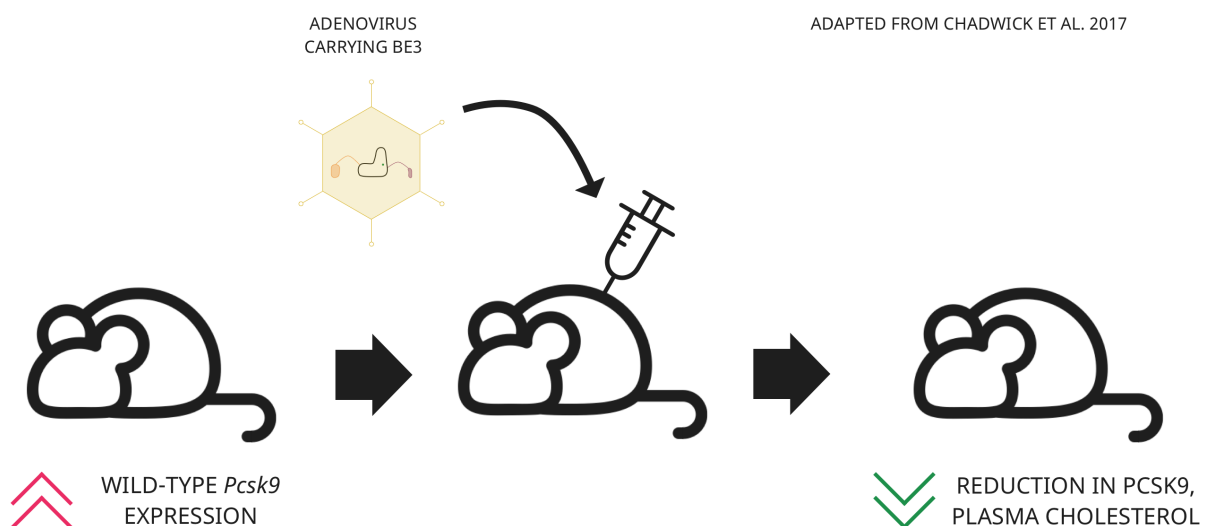 ADENOVIRUS
CARRYING BE3
ADAPTED FROM CHADWICK ET AL. 2017
WILD-TYPE Pcsk9
EXPRESSION
REDUCTION IN PCSK9,
PLASMA CHOLESTEROL